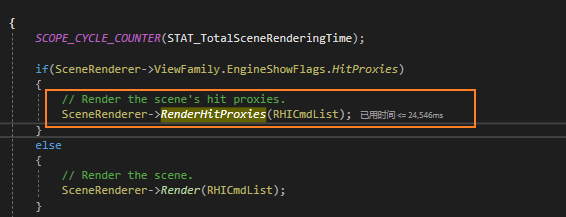 {
SCOPE_CYCLE_COUNTER(STAT_TotalSceneRenderingTime);
if(SceneRenderer->ViewFamily.EngineShowFlags.HitProxies)
{
// Render the scene's hit proxies.
SceneRenderer->RenderHitProxies(RHICmdList); 已用时间 <= 24,546ms
}
else
{
// Render the scene.
SceneRenderer->Render(RHICmdList);
}